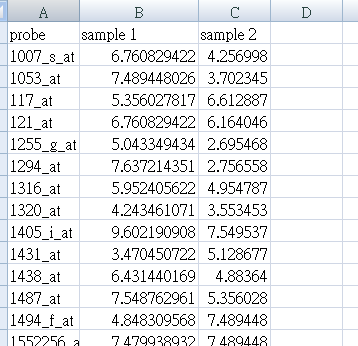 A B C D
probe sample 1 sample 2
1007_s_at 6.760829422 4.256998
1053_at 7.489448026 3.702345
117_at 5.356027817 6.612887
121_at 6.760829422 6.164046
1255_g_at 5.043349434 2.695468
1294_at 7.637214351 2.756558
1316_at 5.952405622 4.954787
1320_at 4.243461071 3.553453
1405_i_at 9.602190908 7.549537
1431_at 3.470450722 5.128677
1438_at 6.431440169 4.88364
1487_at 7.548762961 5.356028
1494_f_at 4.848309568 7.489448
1552256_a 7.479938932 7.489448